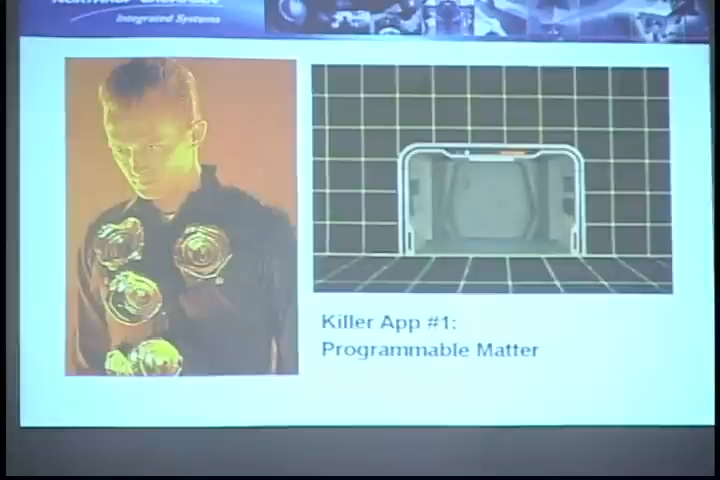 Integrated Systems
Killer App #1:
Programmable Matter